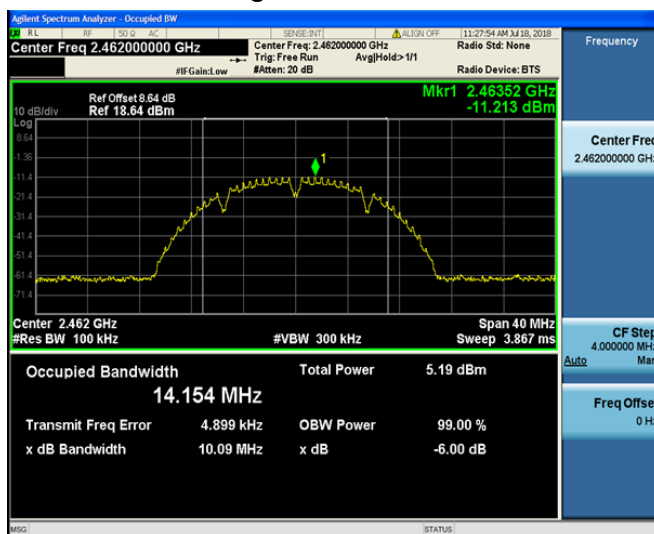 Agilent Spectrum Analyzer - Occupied BW
RL RF 50 Ω AC SENSE:INT ALIGN OFF 11:27:54 AM Jul 18, 2018
Center Freq 2.462000000 GHz Center Freq: 2.462000000 GHz Radio Std: None
Trig: Free Run Avg|Hold:> 1/1
#IFGain:Low #Atten: 20 dB Radio Device: BTS
Frequency
Ref Offset 8.64 dB Mkr1 2.46352 GHz
10 dB/div Ref 18.64 dBm -11.213 dBm
Log
8.64
-1.36
1
-11.4
-21.4
-31.4
-41.4
-51.4
-61.4
-71.4
Center Fre
2.462000000 GH
Center 2.462 GHz Span 40 MHz
#Res BW 100 kHz #VBW 300 kHz Sweep 3.867 ms
CF Step
4.000000 MH
Auto Mar
Occupied Bandwidth Total Power 5.19 dBm
14.154 MHz
Transmit Freq Error 4.899 kHz OBW Power 99.00 %
x dB Bandwidth 10.09 MHz x dB -6.00 dB
Freq Offse
0 H
MSG STATUS